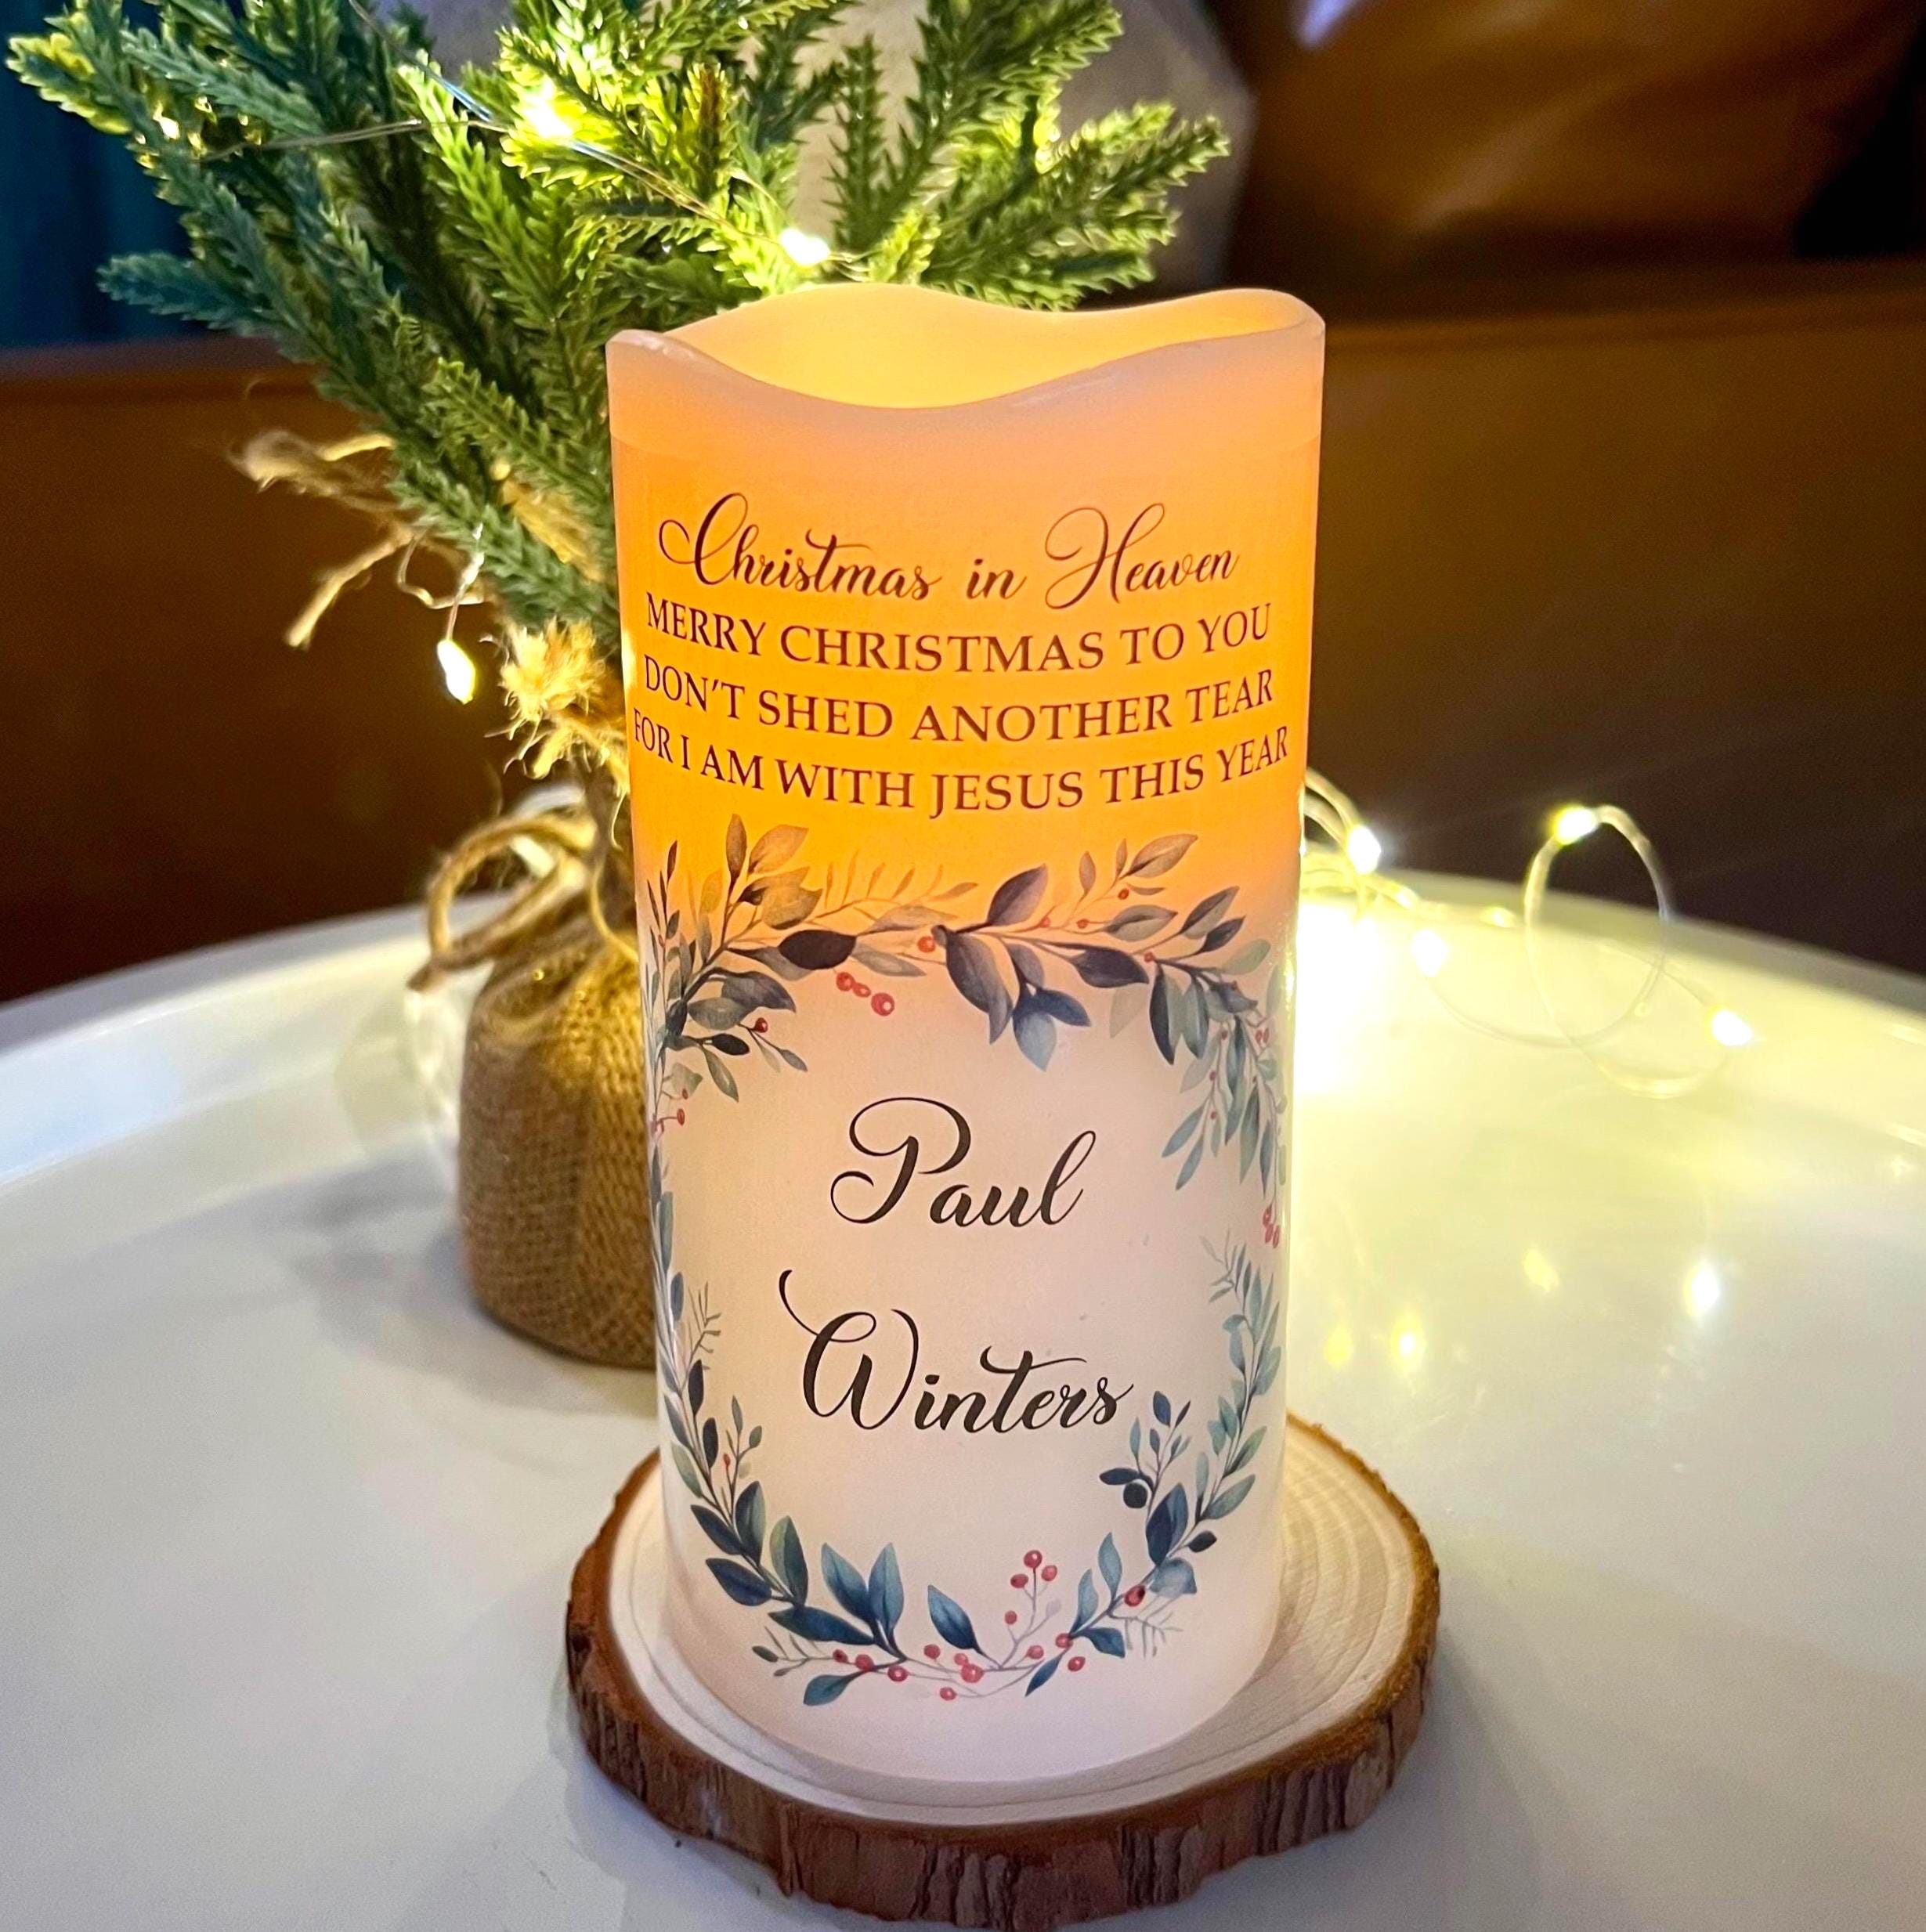 Christmas in Heaven
MERRY CHRISTMAS TO YOU
DON'T SHED ANOTHER TEAR
FOR I AM WITH JESUS THIS YEAR
Paul
Winters